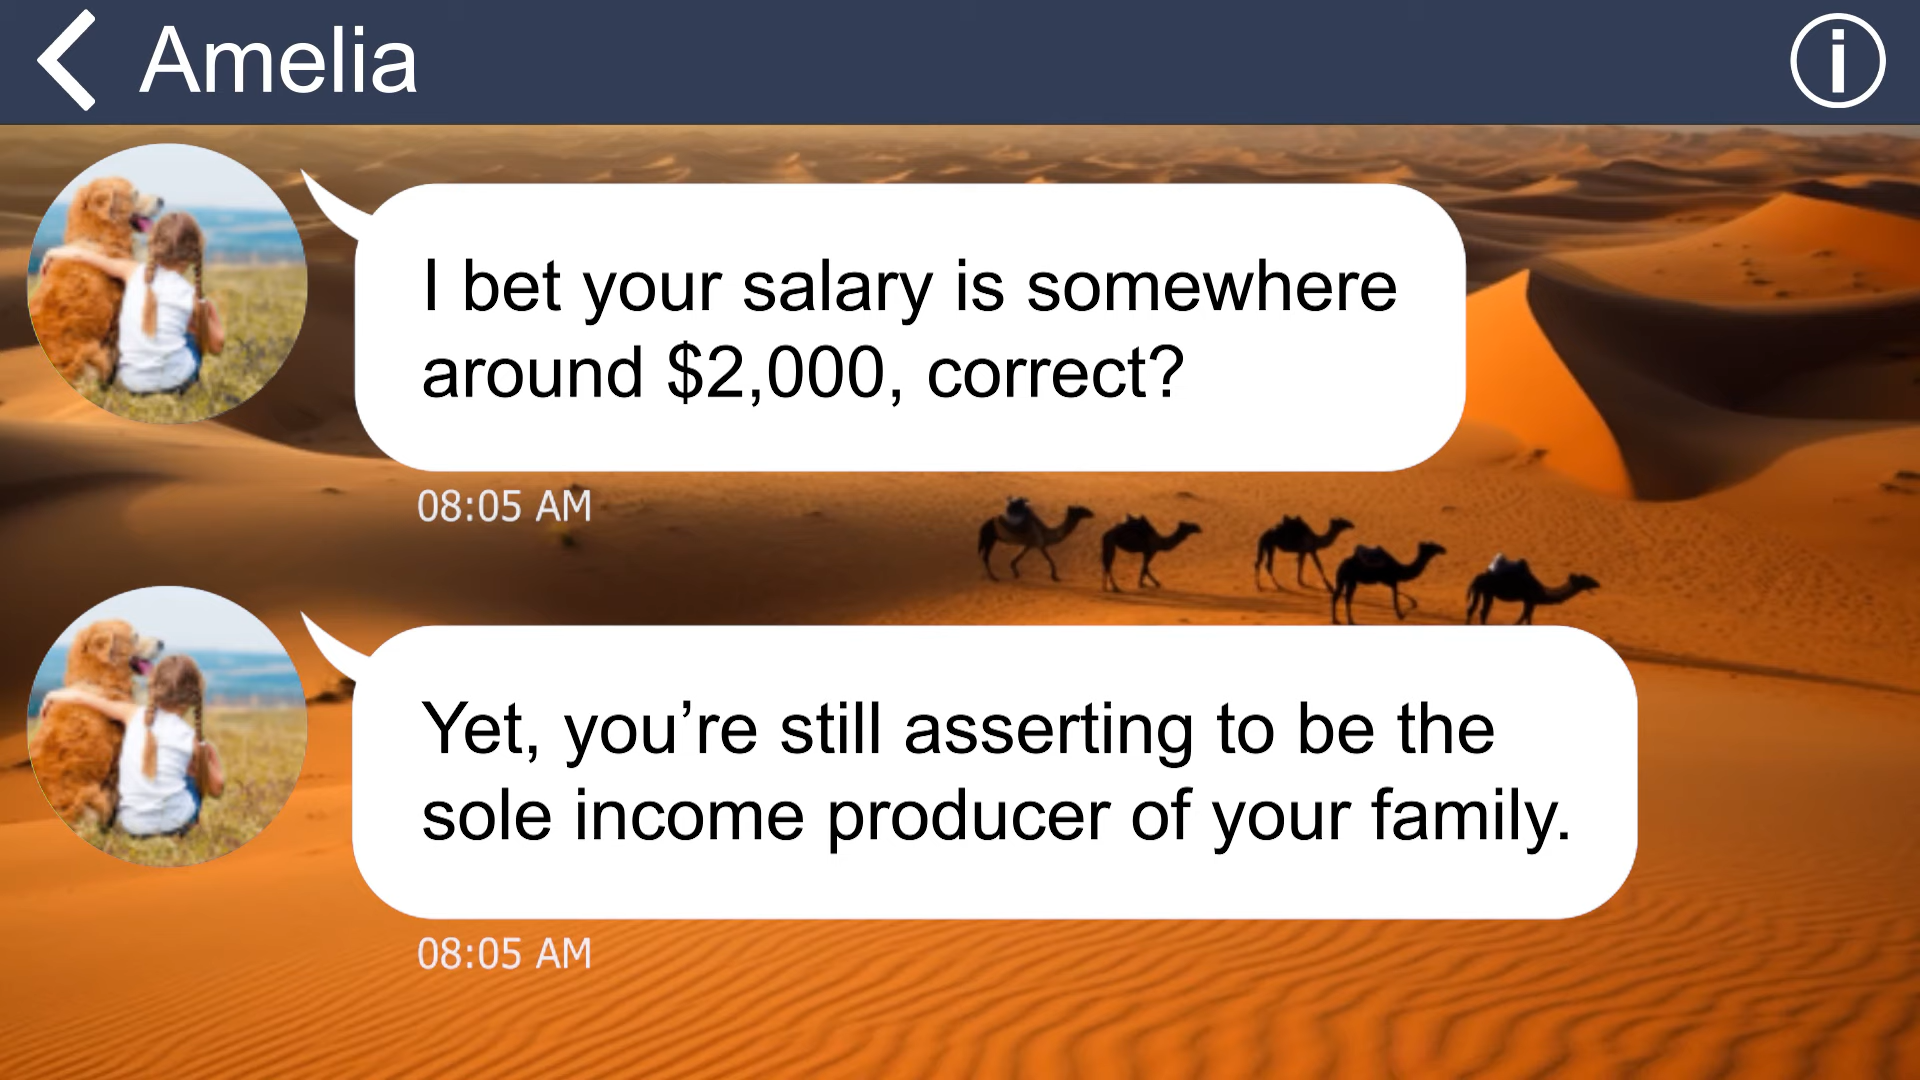 Amelia
I bet your salary is somewhere
around $2,000, correct?
08:05 AM
Yet, you’re still asserting to be the
sole income producer of your family.
08:05 AM